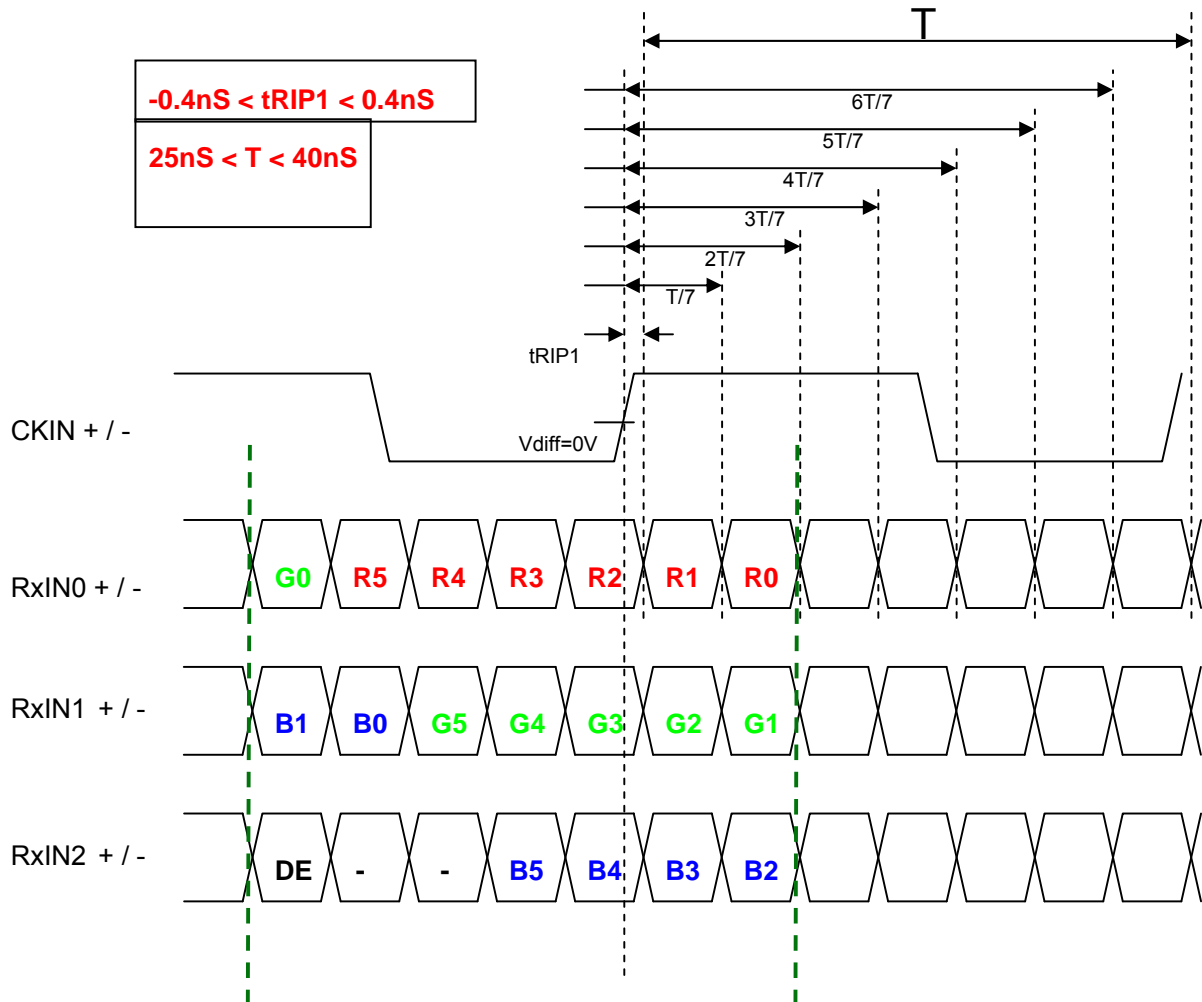 T
-0.4nS < tRIP1 < 0.4nS
25nS < T < 40nS
6T/7
5T/7
4T/7
3T/7
2T/7
T/7
tRIP1
CKIN + / -
Vdiff=0V
RxIN0 + / -
G0 R5 R4 R3 R2 R1 R0
RxIN1 + / -
B1 B0 G5 G4 G3 G2 G1
RxIN2 + / -
DE - - B5 B4 B3 B2